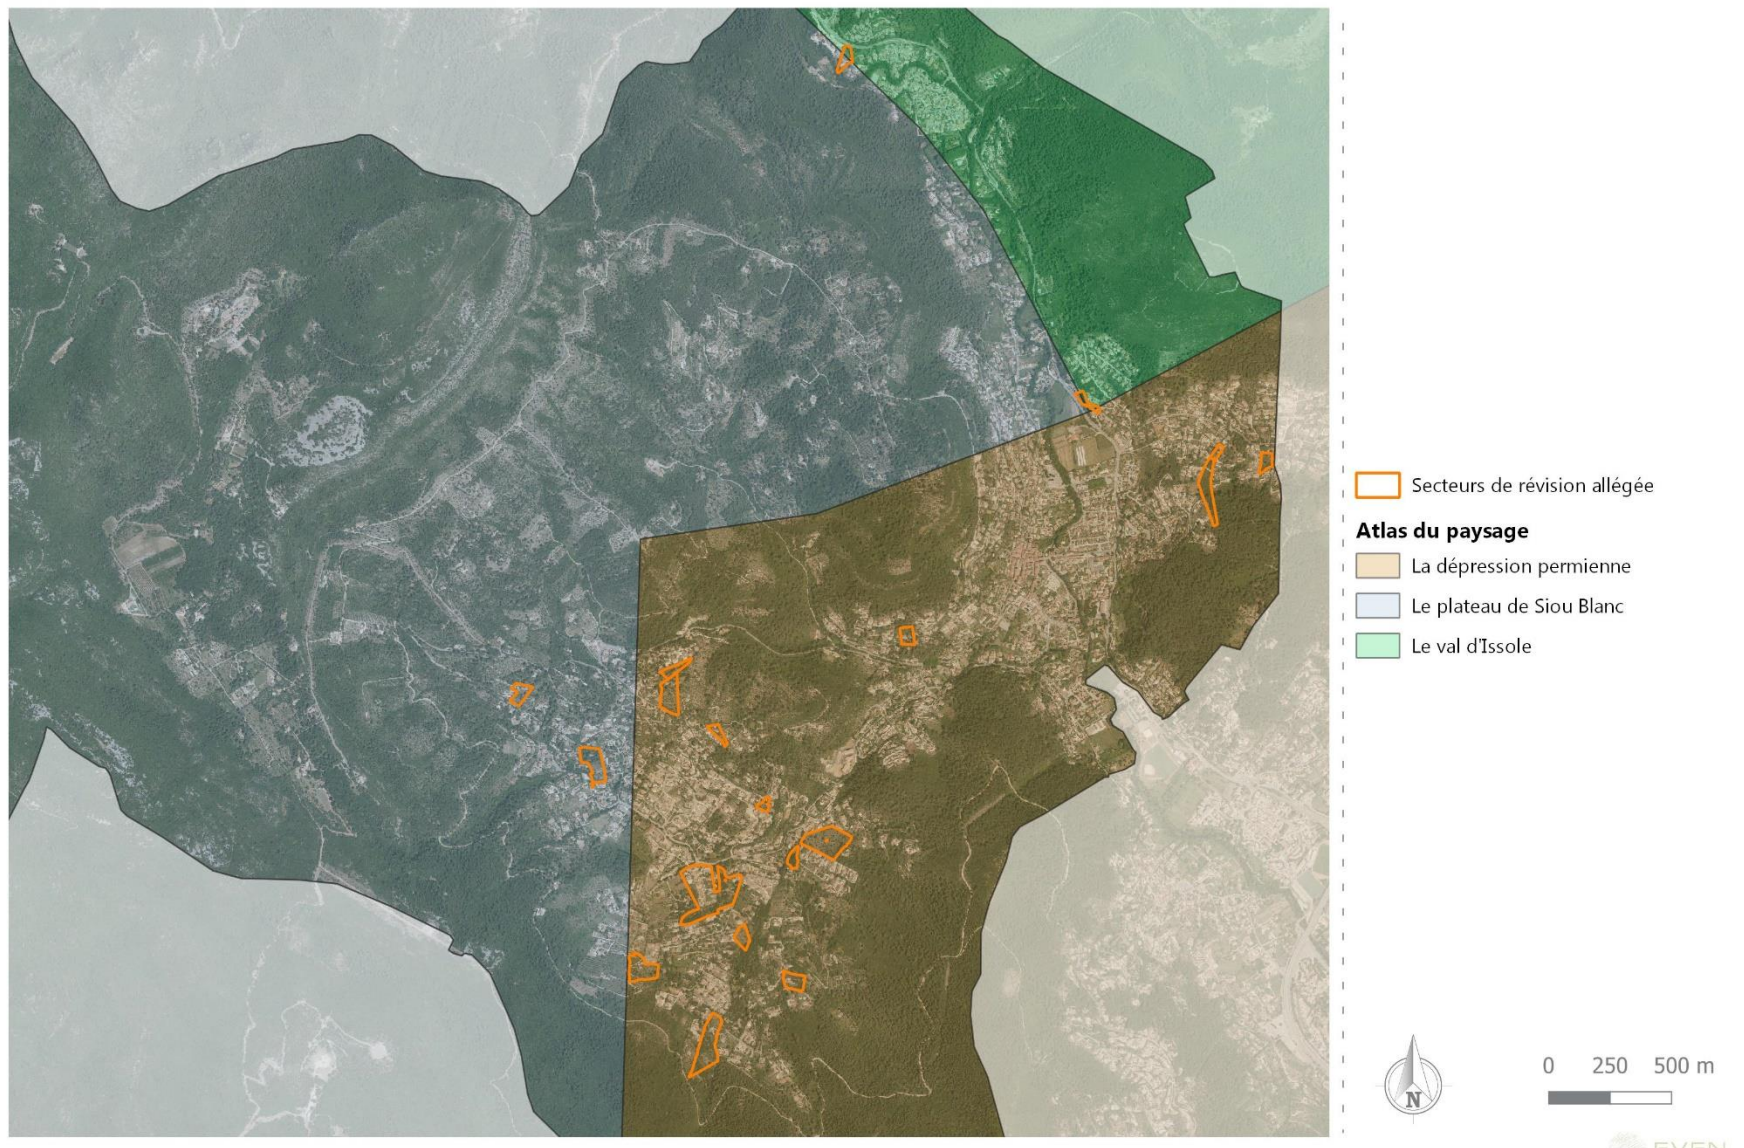 Secteurs de révision allégée
Atlas du paysage
La dépression permienne
Le plateau de Siou Blanc
Le val d'Issole
N
0 250 500 m
EVEN